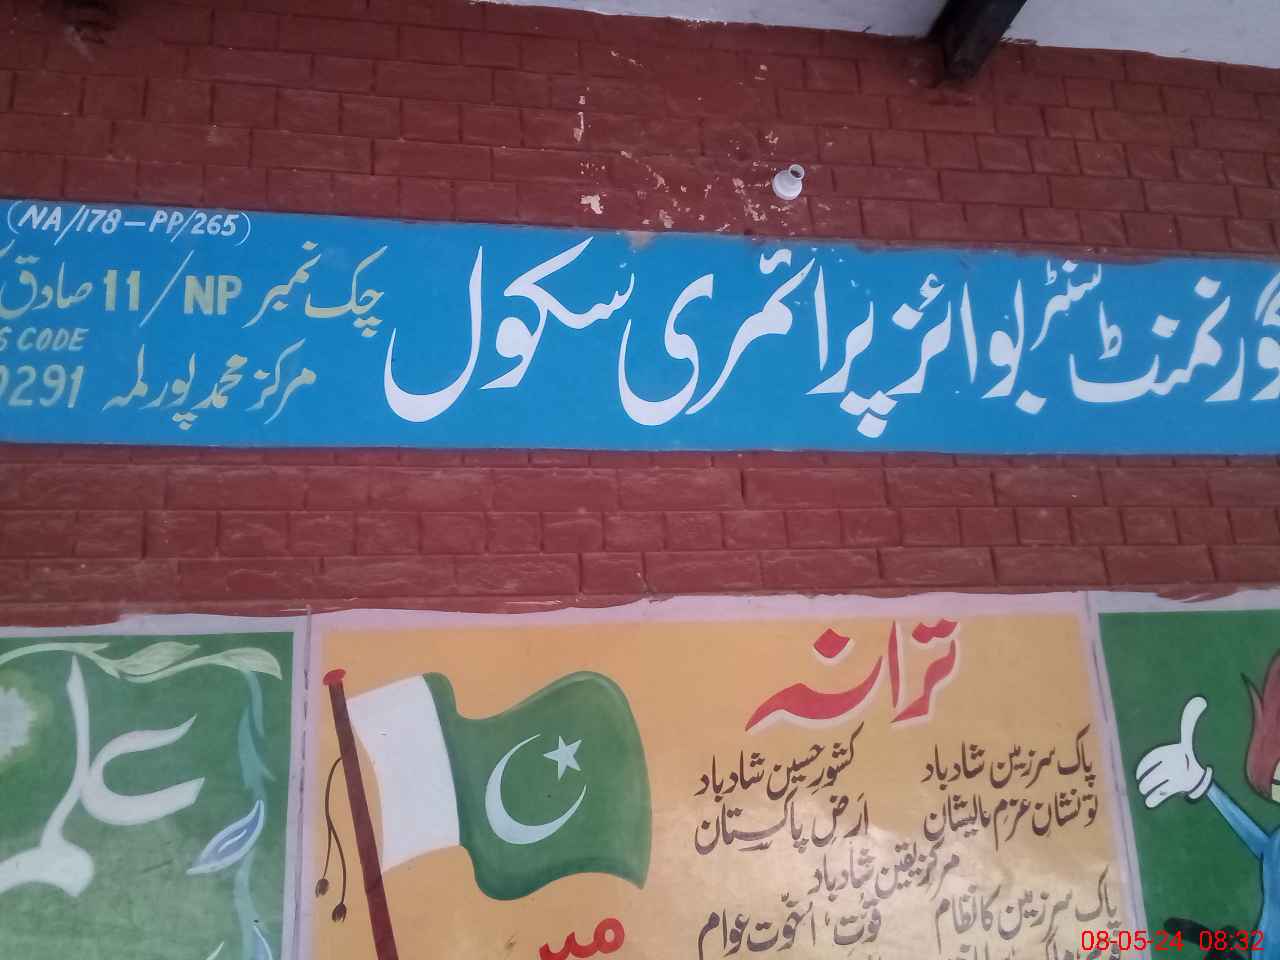 گورنمنٹ سنٹر بوائز پرائمری سکول
(NA/178-PP/265)
چک نمبر 11/NP صادق
S CODE
مرکز محمد پور لمہ
0291
ترانہ
پاک سرزمین شاد باد کشورِ حسین شاد باد
تو نشان عزمِ عالیشان ارضِ پاکستان
مرکزِ یقین شاد باد
پاک سرزمین کا نظام قوتِ اُخوّت عوام
میر
علم
08-05-24 08:32